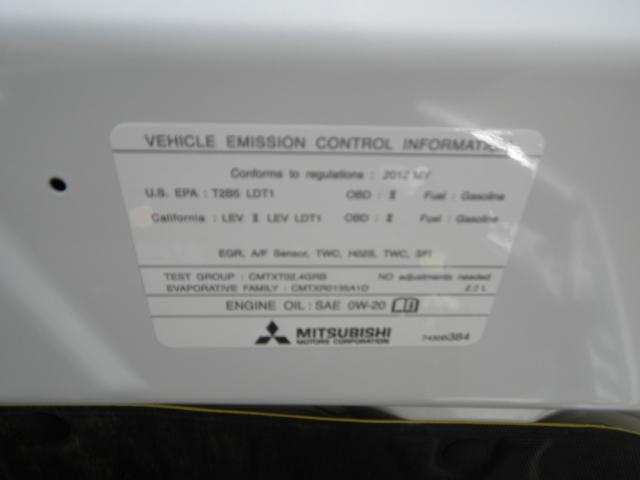 VEHICLE EMISSION CONTROL INFORMATION
Conforms to regulations : 2012 MY
U.S. EPA : T2B5 LDT1 OBD : II Fuel : Gasoline
California : LEV II LEV LDT1 OBD : II Fuel : Gasoline
EGR, A/F Sensor, TWC, HO2S, TWC, SFI
TEST GROUP : CMTXT02.4GRB NO adjustments needed
EVAPORATIVE FAMILY : CMTXR0135A1D 2.0 L
ENGINE OIL : SAE 0W-20
MITSUBISHI
MOTORS CORPORATION